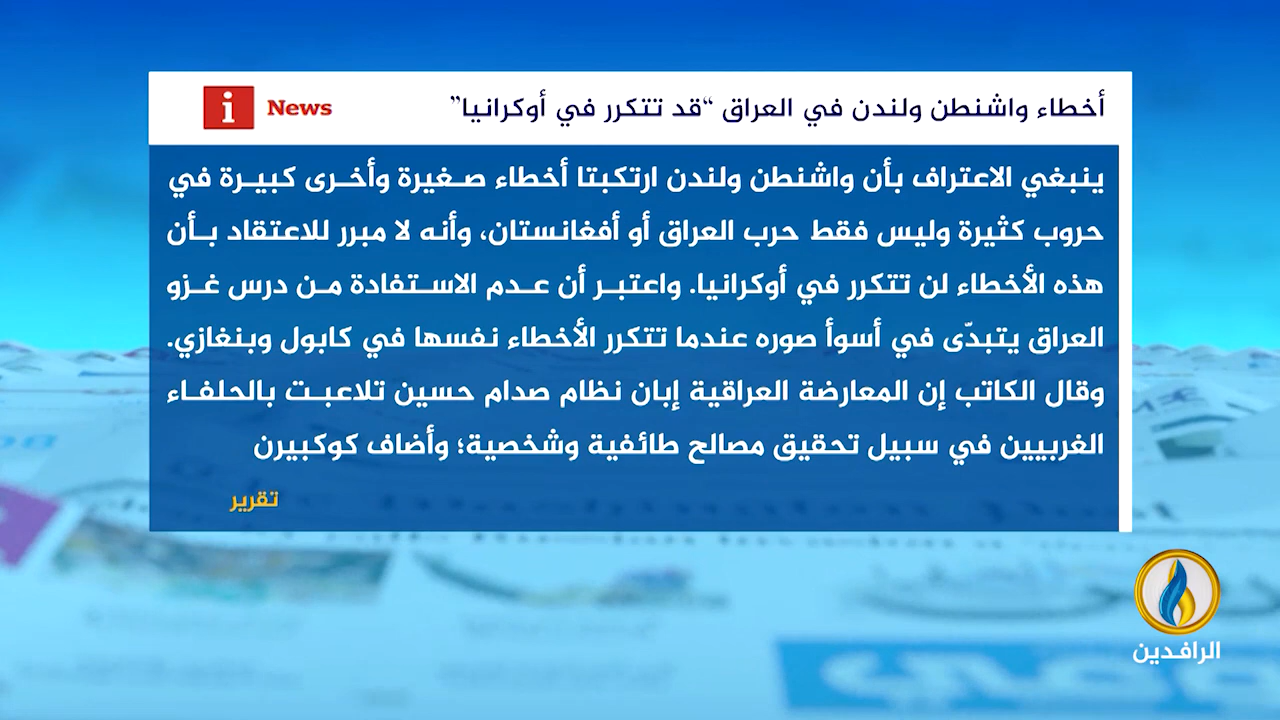 أخطاء واشنطن ولندن في العراق “قد تتكرر في أوكرانيا”
i News
ينبغي الاعتراف بأن واشنطن ولندن ارتكبتا أخطاء صغيرة وأخرى كبيرة في
حروب كثيرة وليس فقط حرب العراق أو أفغانستان، وأنه لا مبرر للاعتقاد بأن
هذه الأخطاء لن تتكرر في أوكرانيا. واعتبر أن عدم الاستفادة من درس غزو
العراق يتبدّى في أسوأ صوره عندما تتكرر الأخطاء نفسها في كابول وبنغازي.
وقال الكاتب إن المعارضة العراقية إبان نظام صدام حسين تلاعبت بالحلفاء
الغربيين في سبيل تحقيق مصالح طائفية وشخصية؛ وأضاف كوكبيرن
تقرير
الرافدين